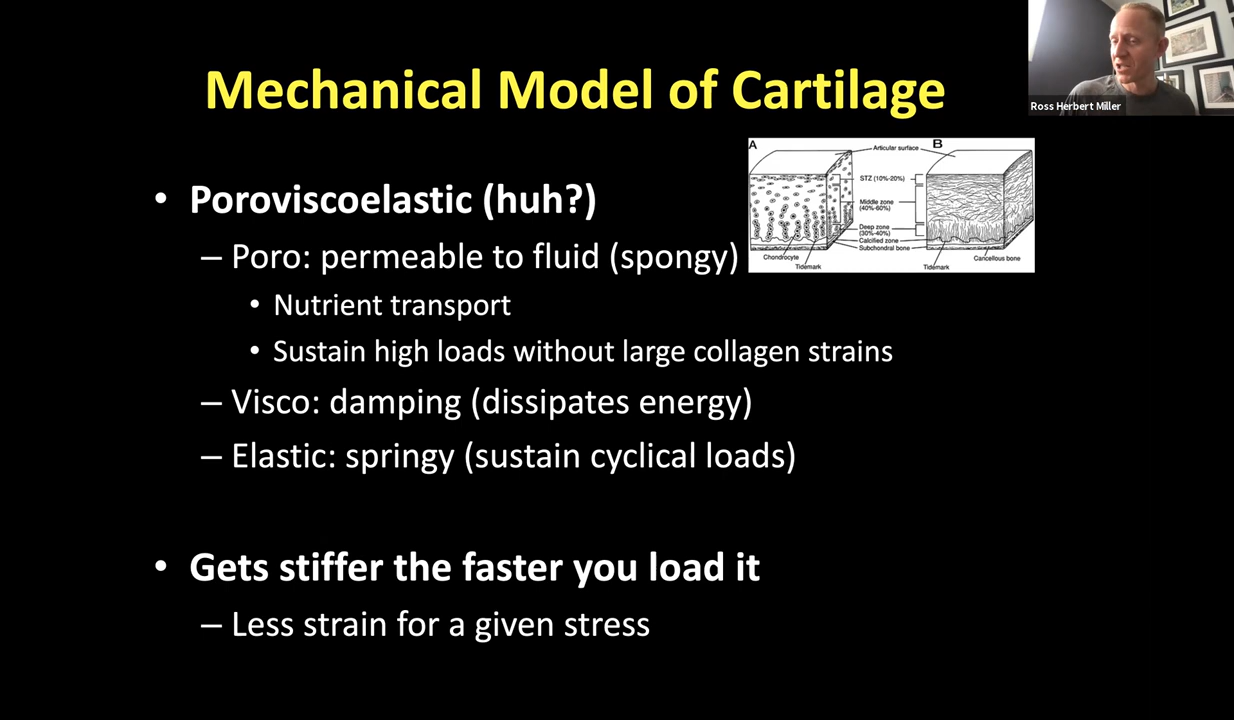 Mechanical Model of Cartilage
Ross Herbert Miller
• Poroviscoelastic (huh?)
– Poro: permeable to fluid (spongy)
• Nutrient transport
• Sustain high loads without large collagen strains
– Visco: damping (dissipates energy)
– Elastic: springy (sustain cyclical loads)
• Gets stiffer the faster you load it
– Less strain for a given stress
A
B
Articular surface
STZ (10%-20%)
Middle zone
(40%-60%)
Deep zone
(30%-40%)
Calcified zone
Subchondral bone
Chondrocyte
Tidemark
Tidemark
Cancellous bone